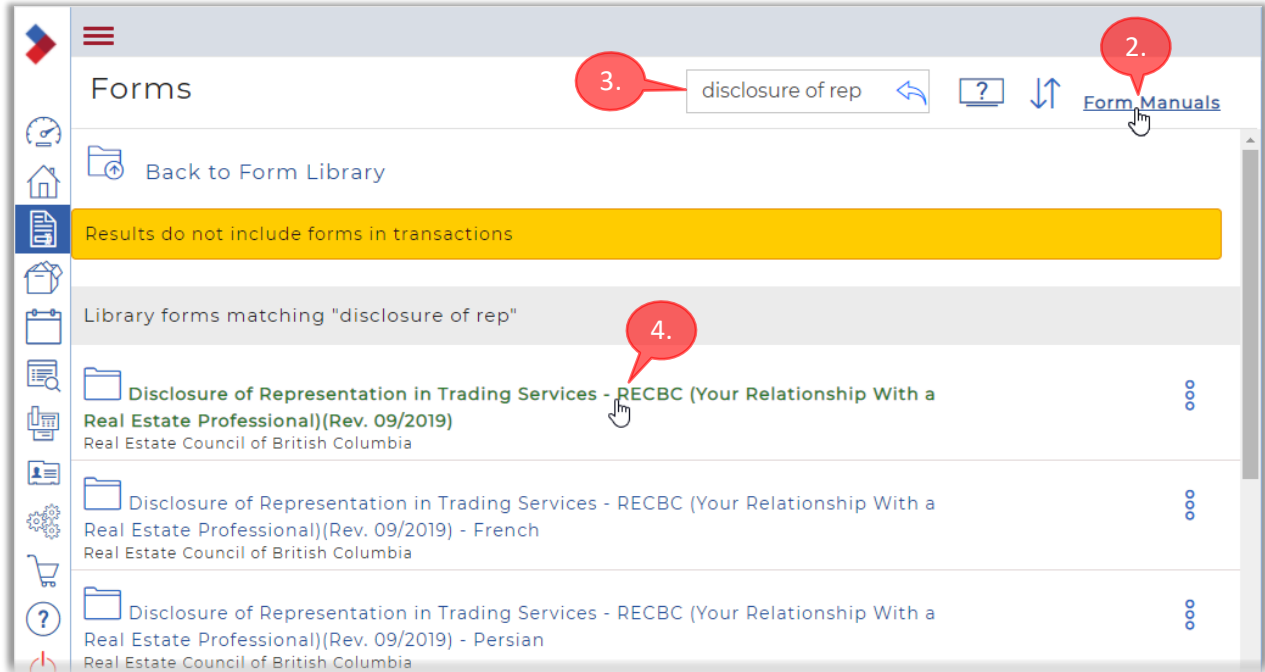 2.
Forms
3.
disclosure of rep
?
Form Manuals
Back to Form Library
Results do not include forms in transactions
Library forms matching "disclosure of rep"
4.
Disclosure of Representation in Trading Services - RECBC (Your Relationship With a
Real Estate Professional)(Rev. 09/2019)
Real Estate Council of British Columbia
Disclosure of Representation in Trading Services - RECBC (Your Relationship With a
Real Estate Professional)(Rev. 09/2019) - French
Real Estate Council of British Columbia
Disclosure of Representation in Trading Services - RECBC (Your Relationship With a
Real Estate Professional)(Rev. 09/2019) - Persian
Real Estate Council of British Columbia
?